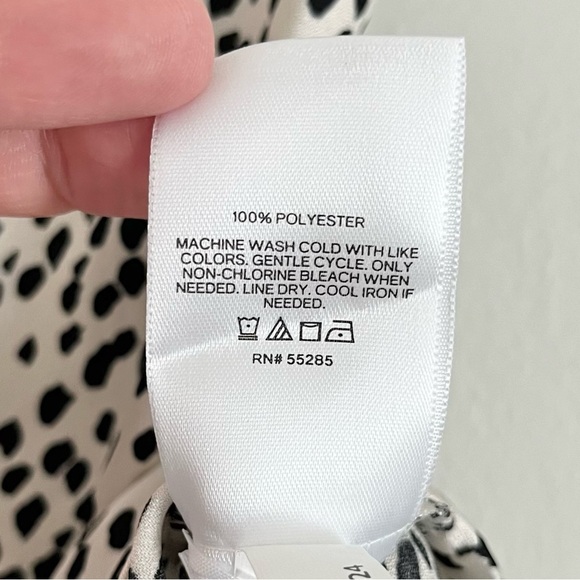 100% POLYESTER
MACHINE WASH COLD WITH LIKE
COLORS. GENTLE CYCLE. ONLY
NON-CHLORINE BLEACH WHEN
NEEDED. LINE DRY. COOL IRON IF
NEEDED.
RN# 55285
24